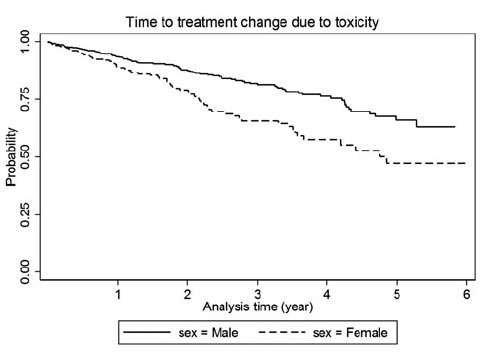 Time to treatment change due to toxicity
1.00
0.75
0.50
0.25
0.00
Probability
1 2 3 4 5 6
Analysis time (year)
sex = Male sex = Female